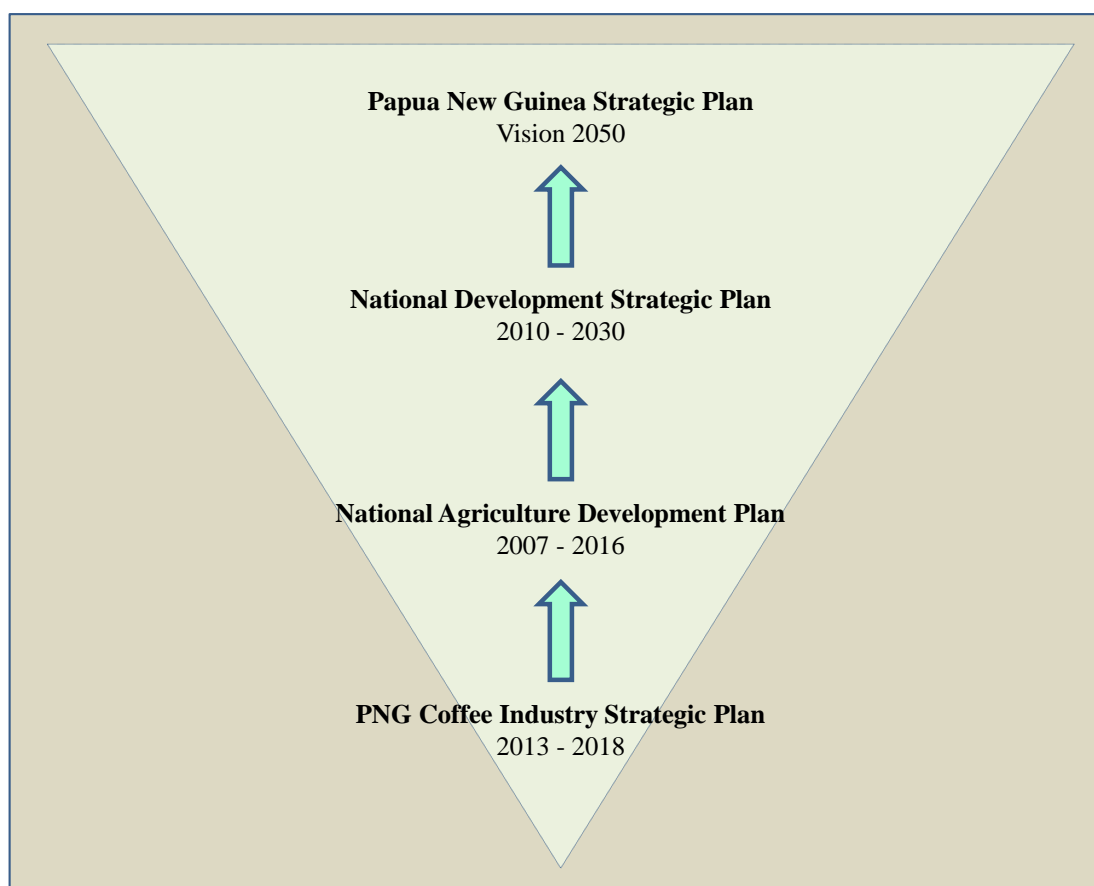 Papua New Guinea Strategic Plan
Vision 2050
National Development Strategic Plan
2010 - 2030
National Agriculture Development Plan
2007 - 2016
PNG Coffee Industry Strategic Plan
2013 - 2018